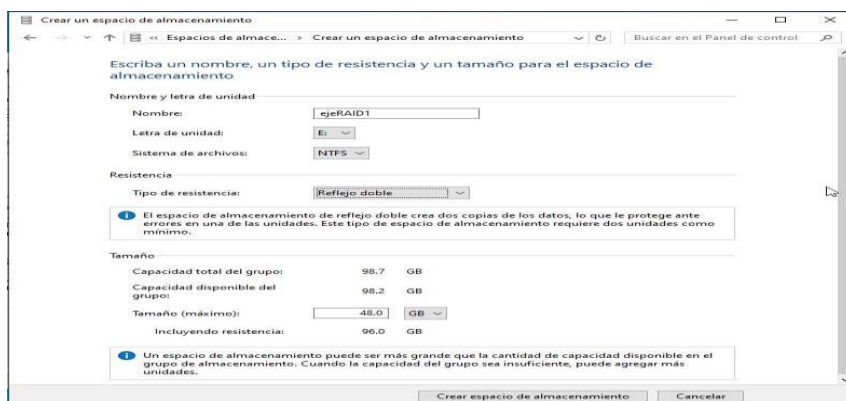 Crear un espacio de almacenamiento
« Espacios de almace... > Crear un espacio de almacenamiento
Buscar en el Panel de control
Escriba un nombre, un tipo de resistencia y un tamaño para el espacio de
almacenamiento
Nombre y letra de unidad
Nombre: ejeRAID1
Letra de unidad: E:
Sistema de archivos: NTFS
Resistencia
Tipo de resistencia: Reflejo doble
El espacio de almacenamiento de reflejo doble crea dos copias de los datos, lo que le protege ante
errores en una de las unidades. Este tipo de espacio de almacenamiento requiere dos unidades como
mínimo.
Tamaño
Capacidad total del grupo: 98.7 GB
Capacidad disponible del
grupo: 98.2 GB
Tamaño (máximo): 48.0 GB
Incluyendo resistencia: 96.0 GB
Un espacio de almacenamiento puede ser más grande que la cantidad de capacidad disponible en el
grupo de almacenamiento. Cuando la capacidad del grupo sea insuficiente, puede agregar más
unidades.
Crear espacio de almacenamiento Cancelar